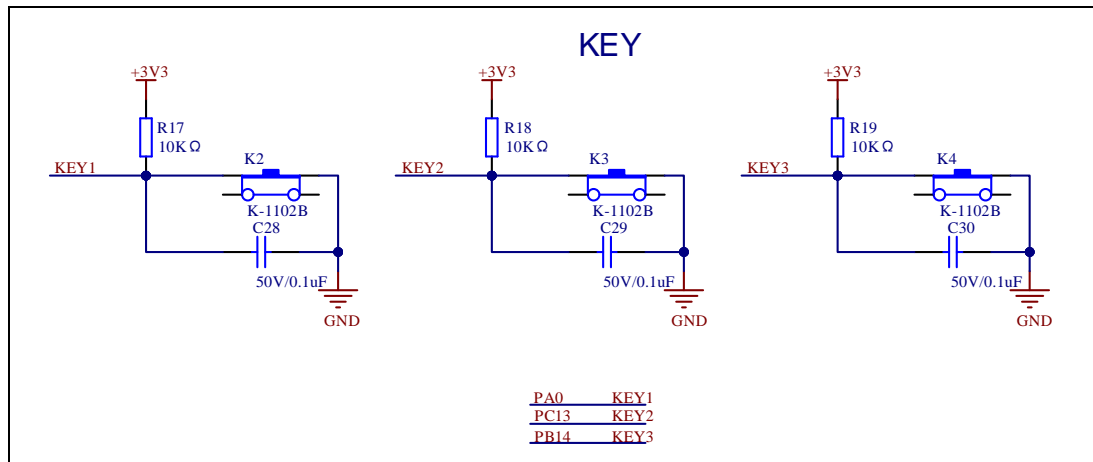 KEY
+3V3 +3V3 +3V3
R17 R18 R19
10KΩ 10KΩ 10KΩ
KEY1 K2 KEY2 K3 KEY3 K4
K-1102B K-1102B K-1102B
C28 C29 C30
50V/0.1uF 50V/0.1uF 50V/0.1uF
GND GND GND
PA0 KEY1
PC13 KEY2
PB14 KEY3